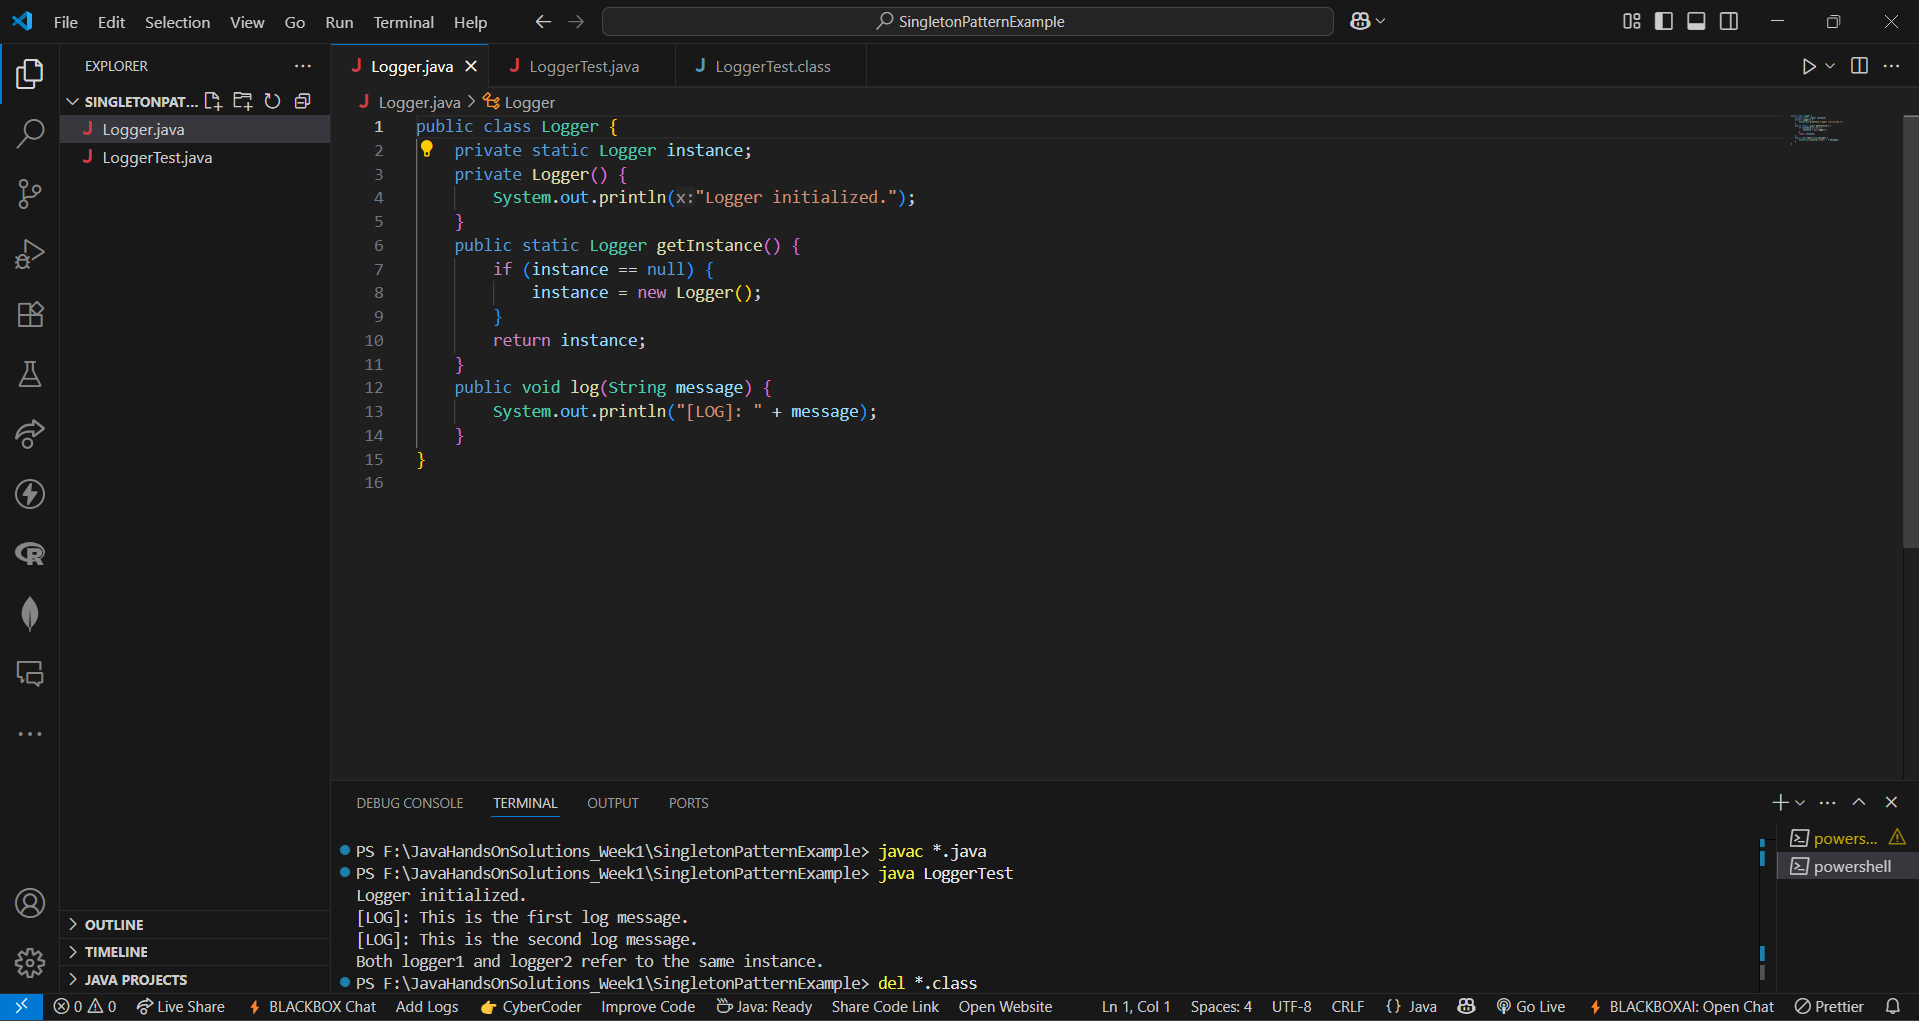 File Edit Selection View Go Run Terminal Help
SingletonPatternExample
EXPLORER
SINGLETONPAT...
Logger.java
LoggerTest.java
Logger.java
LoggerTest.java
LoggerTest.class
Logger.java > Logger
1 public class Logger {
2 private static Logger instance;
3 private Logger() {
4 System.out.println(x:"Logger initialized.");
5 }
6 public static Logger getInstance() {
7 if (instance == null) {
8 instance = new Logger();
9 }
10 return instance;
11 }
12 public void log(String message) {
13 System.out.println("[LOG]: " + message);
14 }
15 }
16
DEBUG CONSOLE TERMINAL OUTPUT PORTS
PS F:\JavaHandsOnSolutions_Week1\SingletonPatternExample> javac *.java
PS F:\JavaHandsOnSolutions_Week1\SingletonPatternExample> java LoggerTest
Logger initialized.
[LOG]: This is the first log message.
[LOG]: This is the second log message.
Both logger1 and logger2 refer to the same instance.
PS F:\JavaHandsOnSolutions_Week1\SingletonPatternExample> del *.class
powers...
powershell
OUTLINE
TIMELINE
JAVA PROJECTS
0 0 Live Share BLACKBOX Chat Add Logs CyberCoder Improve Code Java: Ready Share Code Link Open Website Ln 1, Col 1 Spaces: 4 UTF-8 CRLF {} Java Go Live BLACKBOXAI: Open Chat Prettier